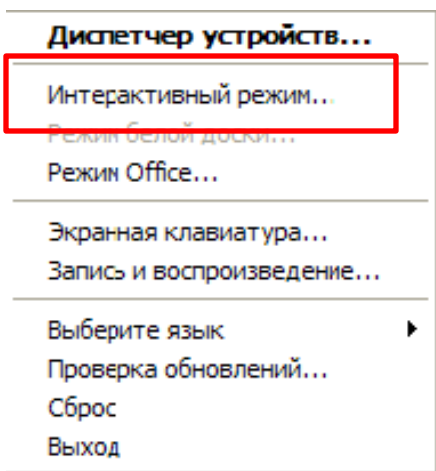 Диспетчер устройств...
Интерактивный режим...
Режим белой доски...
Режим Office...
Экранная клавиатура...
Запись и воспроизведение...
Выберите язык
Проверка обновлений...
Сброс
Выход